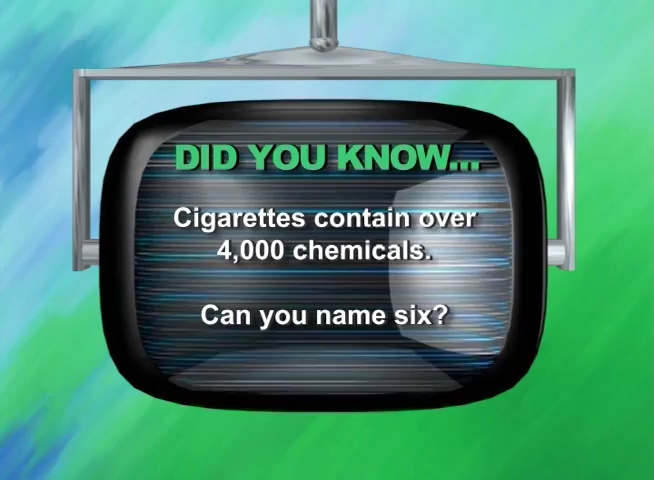 DID YOU KNOW...
Cigarettes contain over
4,000 chemicals.
Can you name six?